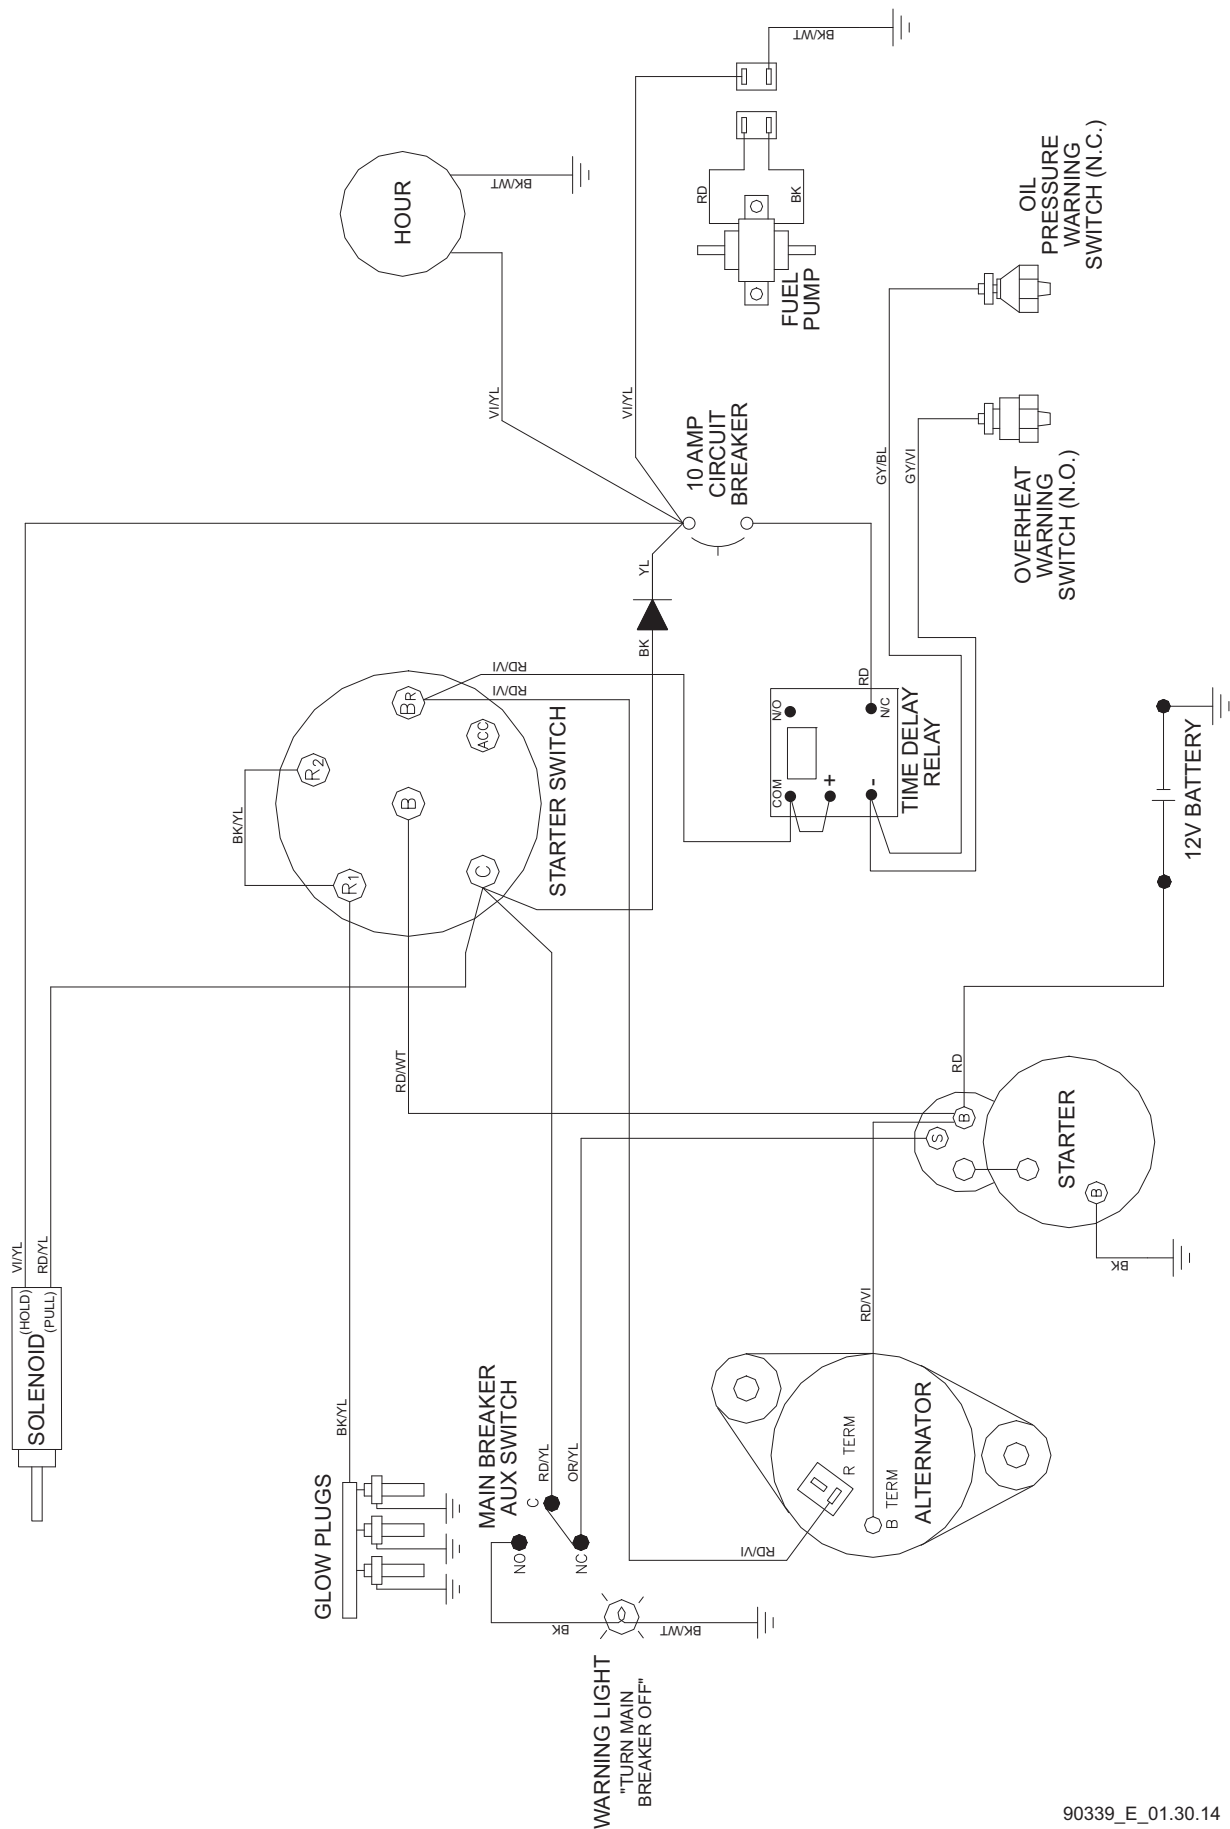 BK/WT
HOUR
BK/WT
RD
BK
FUEL
PUMP
OIL
PRESSURE
WARNING
SWITCH (N.C.)
VI/YL
VI/YL
10 AMP
CIRCUIT
BREAKER
GY/BL
GY/VI
OVERHEAT
WARNING
SWITCH (N.O.)
YL
BK
RD/VI
RD/VI
R2
BR
ACC
B
R1
C
BK/YL
STARTER SWITCH
RD
N/O
N/C
COM
+
-
TIME DELAY
RELAY
12V BATTERY
RD/WT
RD
S
B
B
STARTER
BK
VI/YL
RD/YL
(HOLD)
(PULL)
SOLENOID
RD/VI
BK/YL
GLOW PLUGS
MAIN BREAKER
AUX SWITCH
RD/YL
OR/YL
C
NO
NC
R TERM
B TERM
ALTERNATOR
RD/VI
BK
BK/WT
WARNING LIGHT
"TURN MAIN
BREAKER OFF"
90339_E_01.30.14